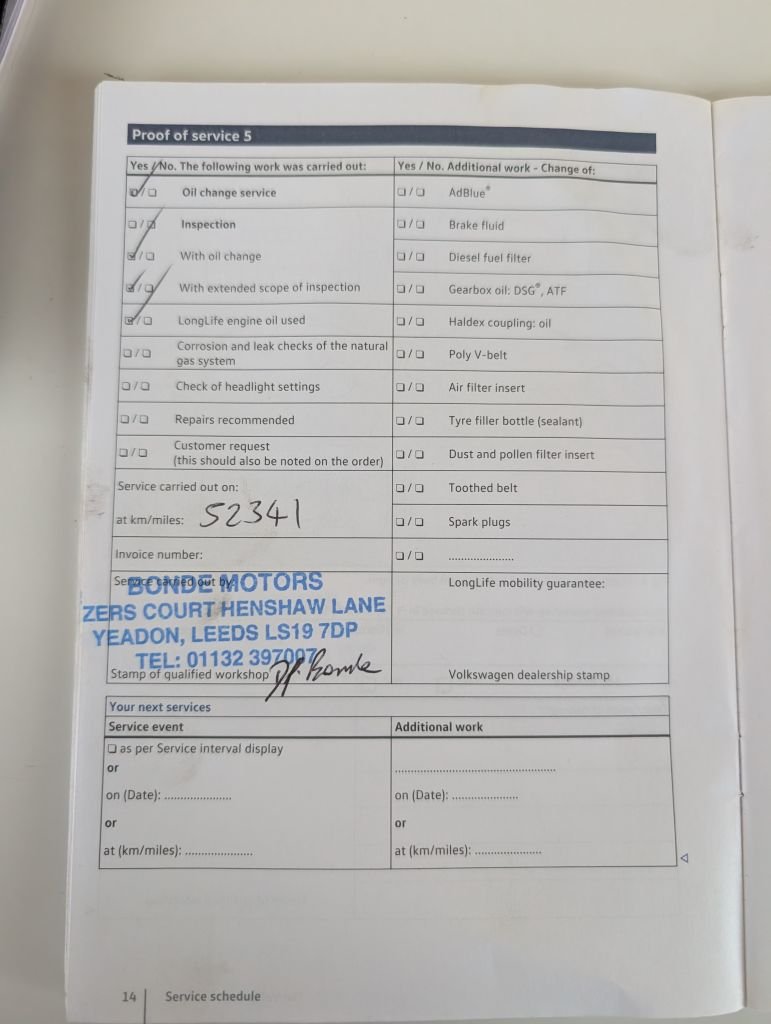 Proof of service 5
Yes / No. The following work was carried out:
☑/☐ Oil change service
☐/☑ Inspection
☑/☐ With oil change
☑/☐ With extended scope of inspection
☑/☐ LongLife engine oil used
☐/☐ Corrosion and leak checks of the natural
gas system
☐/☐ Check of headlight settings
☐/☐ Repairs recommended
☐/☐ Customer request
(this should also be noted on the order)
Service carried out on:
at km/miles: 52341
Invoice number:
Service carried out by:
BONDE MOTORS
ZERS COURT HENSHAW LANE
YEADON, LEEDS LS19 7DP
TEL: 01132 397007
Stamp of qualified workshop
Yes / No. Additional work - Change of:
☐/☐ AdBlue®
☐/☐ Brake fluid
☐/☐ Diesel fuel filter
☐/☐ Gearbox oil: DSG®, ATF
☐/☐ Haldex coupling: oil
☐/☐ Poly V-belt
☐/☐ Air filter insert
☐/☐ Tyre filler bottle (sealant)
☐/☐ Dust and pollen filter insert
☐/☐ Toothed belt
☐/☐ Spark plugs
☐/☐ .....................
LongLife mobility guarantee:
Volkswagen dealership stamp
Your next services
Service event
☐ as per Service interval display
or
on (Date): .....................
or
at (km/miles): .....................
Additional work
.....................................................
on (Date): .....................
or
at (km/miles): .....................
14 Service schedule